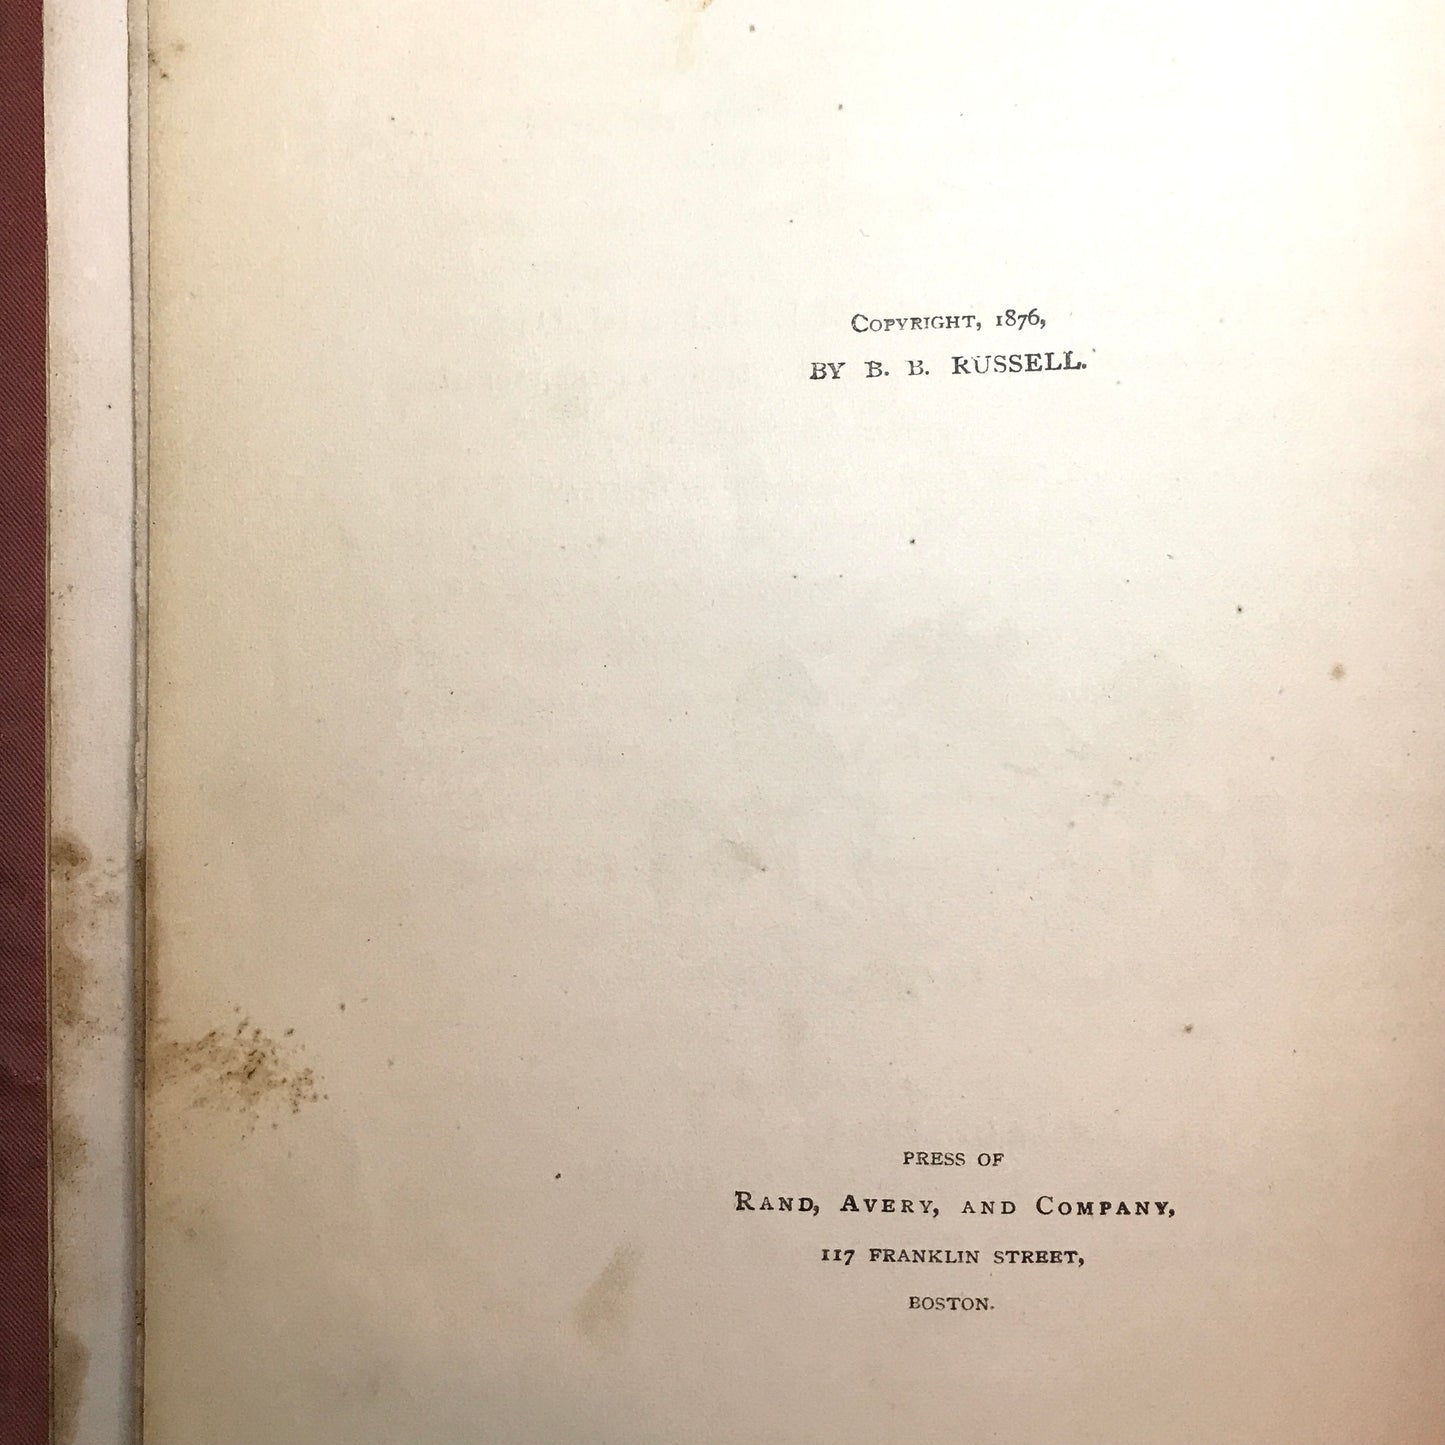 COPYRIGHT, 1876,
BY B. B. RUSSELL.
PRESS OF
RAND, AVERY, AND COMPANY,
117 FRANKLIN STREET,
BOSTON.